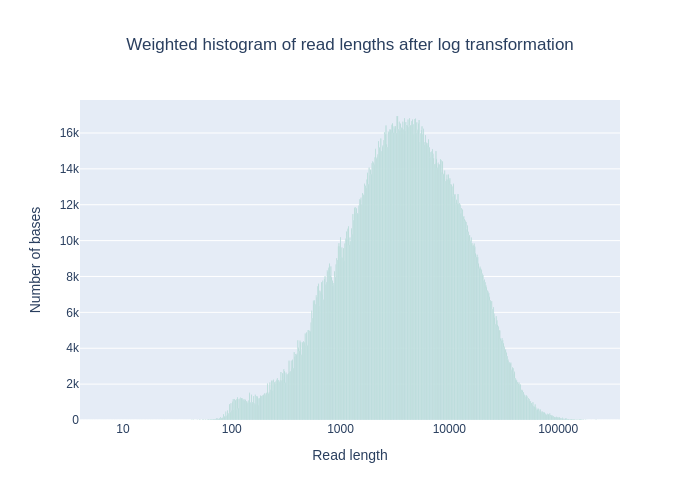 Weighted histogram of read lengths after log transformation
Number of bases
16k
14k
12k
10k
8k
6k
4k
2k
0
10
100
1000
10000
100000
Read length